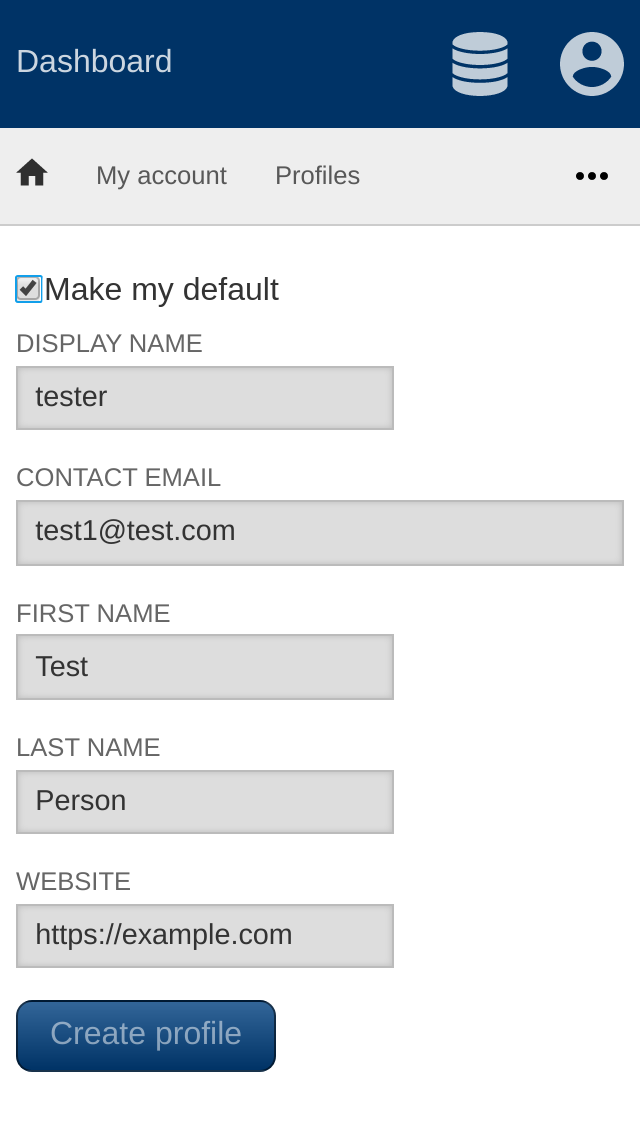 Dashboard
My account Profiles
Make my default
DISPLAY NAME
tester
CONTACT EMAIL
test1@test.com
FIRST NAME
Test
LAST NAME
Person
WEBSITE
https://example.com
Create profile